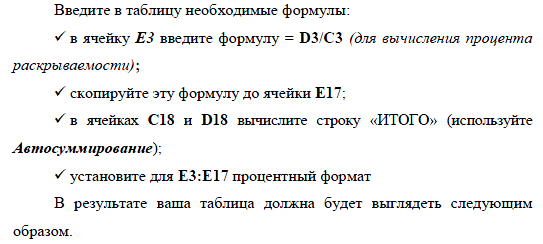 Введите в таблицу необходимые формулы:
✓ в ячейку E3 введите формулу = D3/C3 (для вычисления процента
раскрываемости);
✓ скопируйте эту формулу до ячейки E17;
✓ в ячейках C18 и D18 вычислите строку «ИТОГО» (используйте
Автосуммирование);
✓ установите для E3:E17 процентный формат
В результате ваша таблица должна будет выглядеть следующим
образом.